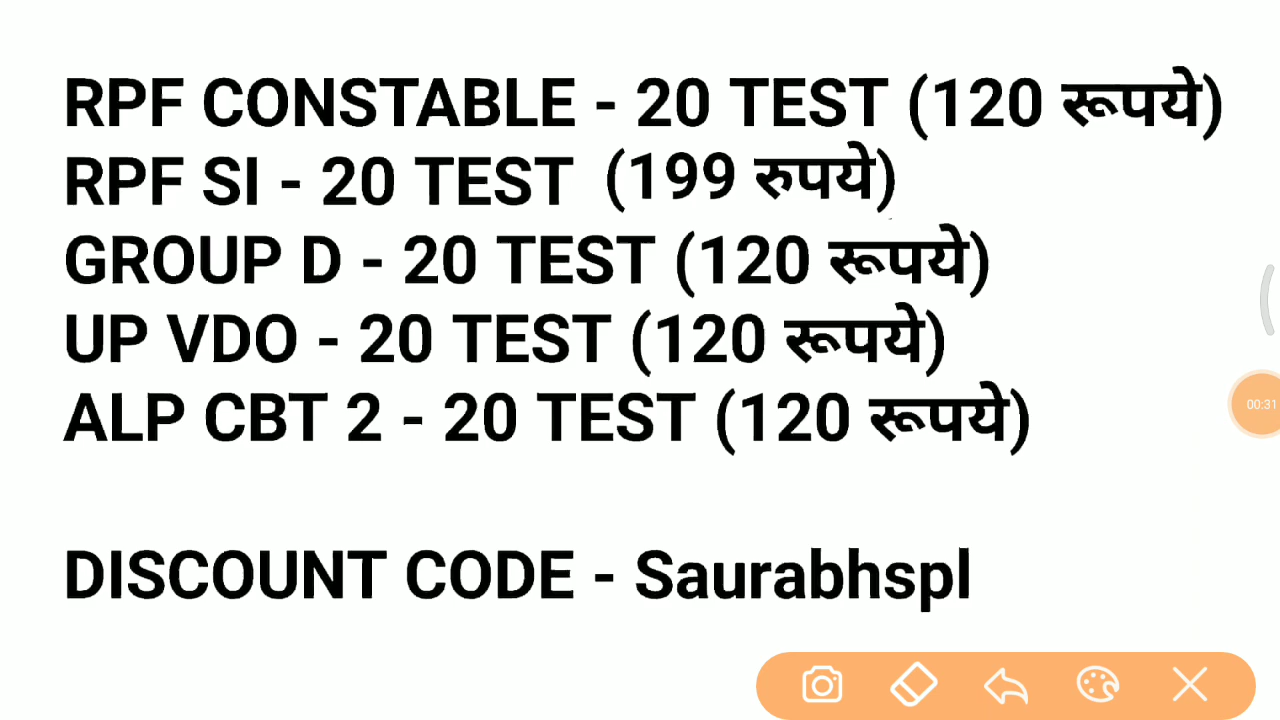 RPF CONSTABLE - 20 TEST (120 रूपये)
RPF SI - 20 TEST (199 रुपये)
GROUP D - 20 TEST (120 रूपये)
UP VDO - 20 TEST (120 रूपये)
ALP CBT 2 - 20 TEST (120 रूपये)
00:31
DISCOUNT CODE - Saurabhspl